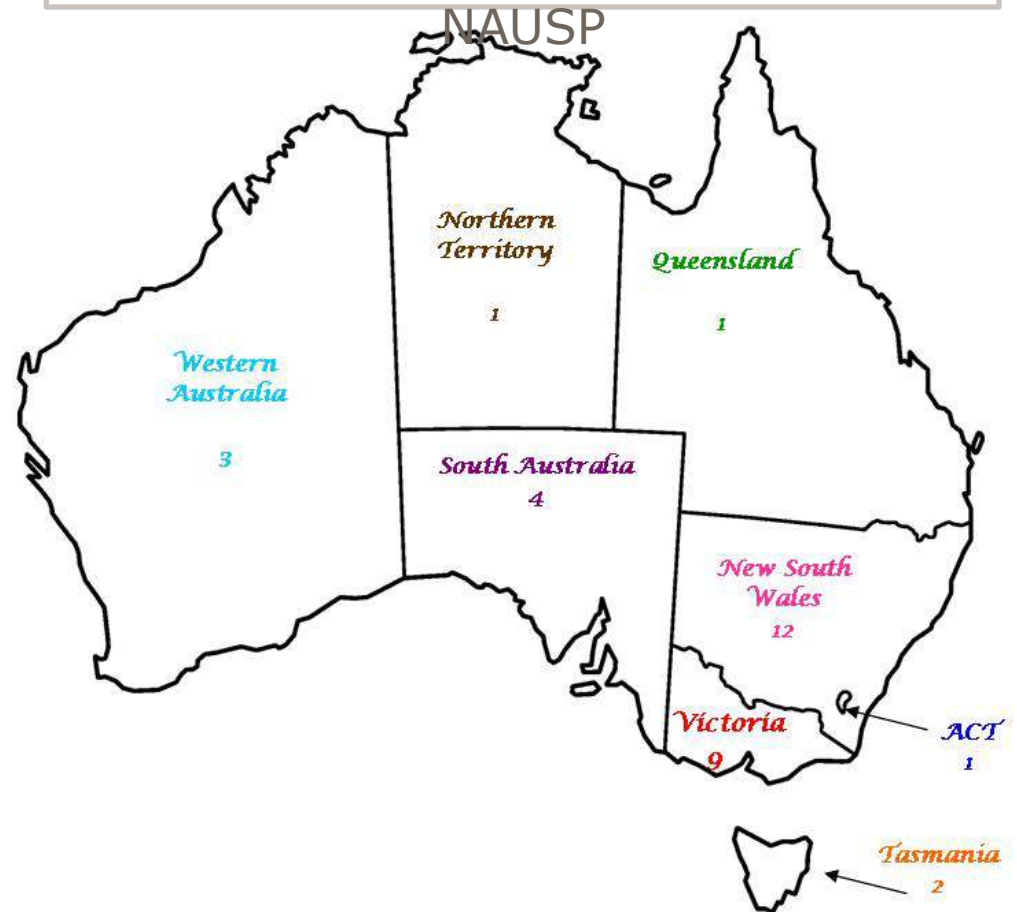 NAUSP
Northern
Territory
1
Queensland
1
Western
Australia
3
South Australia
4
New South
Wales
12
Victoria
9
ACT
1
Tasmania
2